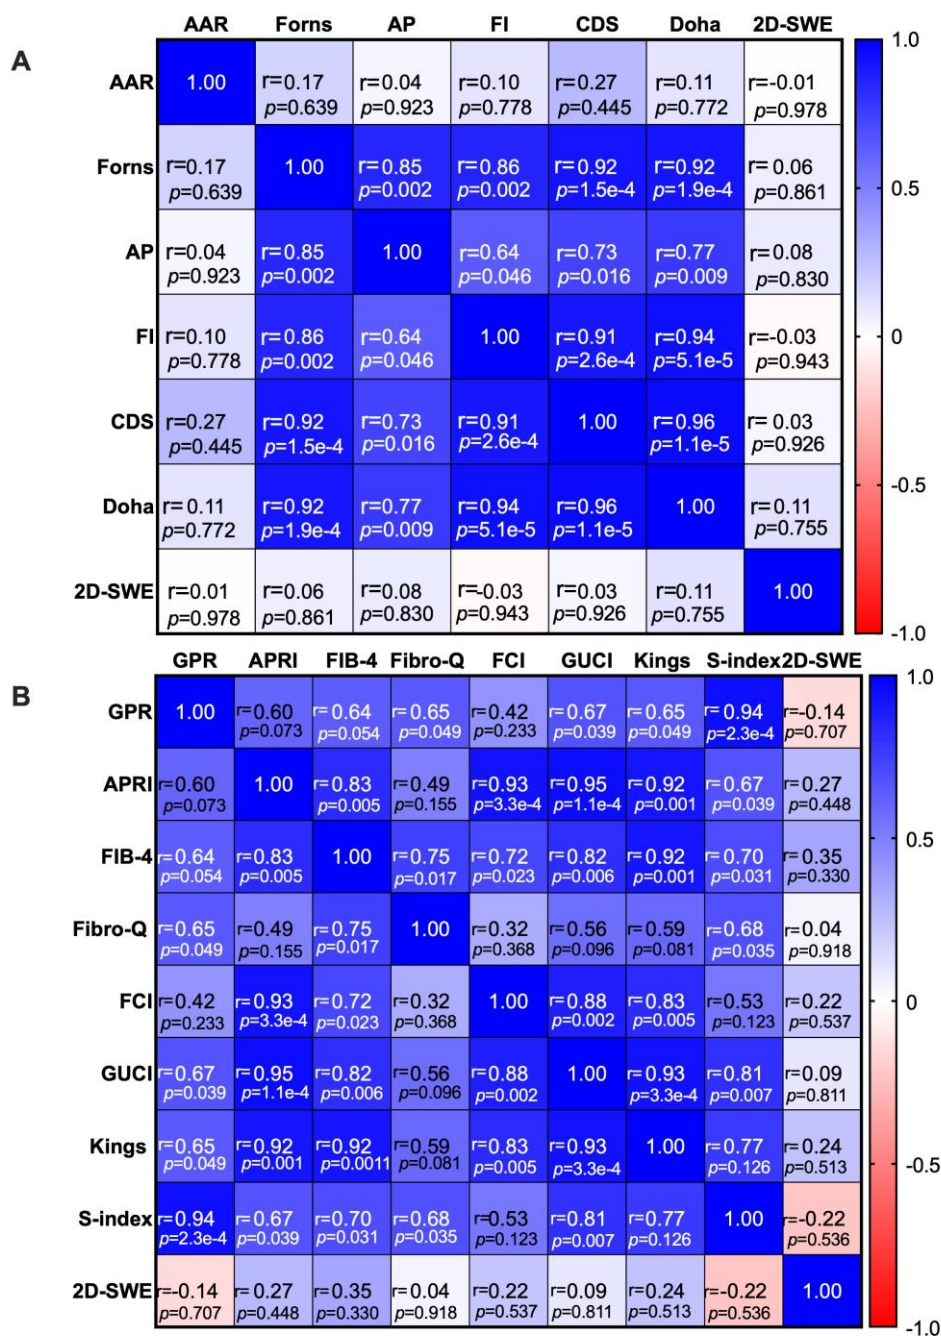 A
AAR Forns AP FI CDS Doha 2D-SWE
AAR 1.00 r=0.17 r=0.04 r=0.10 r=0.27 r=0.11 r=-0.01
p=0.639 p=0.923 p=0.778 p=0.445 p=0.772 p=0.978
Forns r=0.17 1.00 r=0.85 r=0.86 r=0.92 r=0.92 r= 0.06
p=0.639 p=0.002 p=0.002 p=1.5e-4 p=1.9e-4 p=0.861
AP r=0.04 r=0.85 1.00 r=0.64 r=0.73 r=0.77 r= 0.08
p=0.923 p=0.002 p=0.046 p=0.016 p=0.009 p=0.830
FI r=0.10 r=0.86 r=0.64 1.00 r=0.91 r=0.94 r=-0.03
p=0.778 p=0.002 p=0.046 p=2.6e-4 p=5.1e-5 p=0.943
CDS r=0.27 r=0.92 r=0.73 r=0.91 1.00 r=0.96 r= 0.03
p=0.445 p=1.5e-4 p=0.016 p=2.6e-4 p=1.1e-5 p=0.926
Doha r=0.11 r=0.92 r=0.77 r=0.94 r=0.96 1.00 r=0.11
p=0.772 p=1.9e-4 p=0.009 p=5.1e-5 p=1.1e-5 p=0.755
2D-SWE r=0.01 r=0.06 r=0.08 r=-0.03 r=0.03 r=0.11 1.00
p=0.978 p=0.861 p=0.830 p=0.943 p=0.926 p=0.755
1.0
0.5
0
-0.5
-1.0
B
GPR APRI FIB-4 Fibro-Q FCI GUCI Kings S-index 2D-SWE
GPR 1.00 r=0.60 r=0.64 r=0.65 r=0.42 r=0.67 r=0.65 r=0.94 r=-0.14
p=0.073 p=0.054 p=0.049 p=0.233 p=0.039 p=0.049 p=2.3e-4 p=0.707
APRI r=0.60 1.00 r=0.83 r=0.49 r=0.93 r=0.95 r=0.92 r=0.67 r=0.27
p=0.073 p=0.005 p=0.155 p=3.3e-4 p=1.1e-4 p=0.001 p=0.039 p=0.448
FIB-4 r=0.64 r=0.83 1.00 r=0.75 r=0.72 r=0.82 r=0.92 r=0.70 r=0.35
p=0.054 p=0.005 p=0.017 p=0.023 p=0.006 p=0.001 p=0.031 p=0.330
Fibro-Q r=0.65 r=0.49 r=0.75 1.00 r=0.32 r=0.56 r=0.59 r=0.68 r=0.04
p=0.049 p=0.155 p=0.017 p=0.368 p=0.096 p=0.081 p=0.035 p=0.918
FCI r=0.42 r=0.93 r=0.72 r=0.32 1.00 r=0.88 r=0.83 r=0.53 r=0.22
p=0.233 p=3.3e-4 p=0.023 p=0.368 p=0.002 p=0.005 p=0.123 p=0.537
GUCI r=0.67 r=0.95 r=0.82 r=0.56 r=0.88 1.00 r=0.93 r=0.81 r=0.09
p=0.039 p=1.1e-4 p=0.006 p=0.096 p=0.002 p=3.3e-4 p=0.007 p=0.811
Kings r=0.65 r=0.92 r=0.92 r=0.59 r=0.83 r=0.93 1.00 r=0.77 r=0.24
p=0.049 p=0.001 p=0.0011 p=0.081 p=0.005 p=3.3e-4 p=0.126 p=0.513
S-index r=0.94 r=0.67 r=0.70 r=0.68 r=0.53 r=0.81 r=0.77 1.00 r=-0.22
p=2.3e-4 p=0.039 p=0.031 p=0.035 p=0.123 p=0.007 p=0.126 p=0.536
2D-SWE r=-0.14 r=0.27 r=0.35 r=0.04 r=0.22 r=0.09 r=0.24 r=-0.22 1.00
p=0.707 p=0.448 p=0.330 p=0.918 p=0.537 p=0.811 p=0.513 p=0.536
1.0
0.5
0
-0.5
-1.0